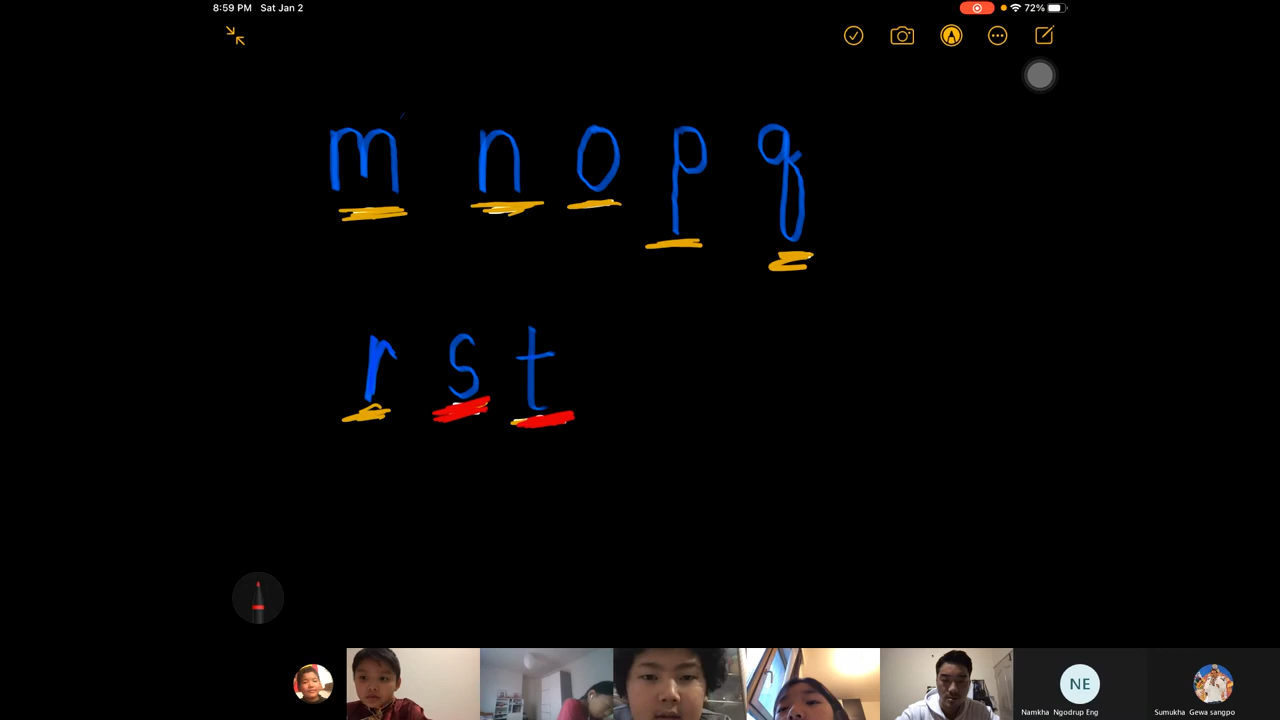 8:59 PM Sat Jan 2 72%
m n o p q
r s t
NE
Namkha Ngodrup Eng Sumukha Gewa sangpo